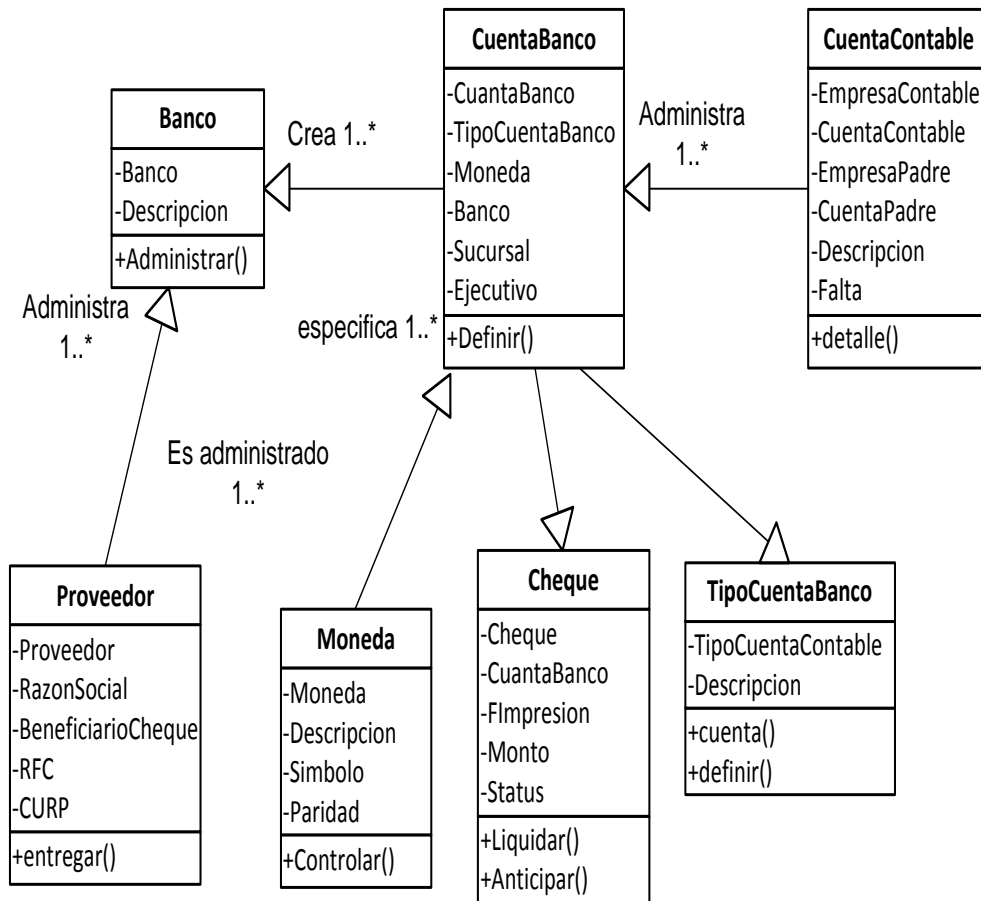 CuentaBanco
-CuantaBanco
-TipoCuentaBanco
-Moneda
-Banco
-Sucursal
-Ejecutivo
+Definir()
CuentaContable
-EmpresaContable
-CuentaContable
-EmpresaPadre
-CuentaPadre
-Descripcion
-Falta
+detalle()
Banco
-Banco
-Descripcion
+Administrar()
Crea 1..*
Administra
1..*
Administra
1..*
especifica 1..*
Es administrado
1..*
Proveedor
-Proveedor
-RazonSocial
-BeneficiarioCheque
-RFC
-CURP
+entregar()
Moneda
-Moneda
-Descripcion
-Simbolo
-Paridad
+Controlar()
Cheque
-Cheque
-CuantaBanco
-FImpresion
-Monto
-Status
+Liquidar()
+Anticipar()
TipoCuentaBanco
-TipoCuentaContable
-Descripcion
+cuenta()
+definir()